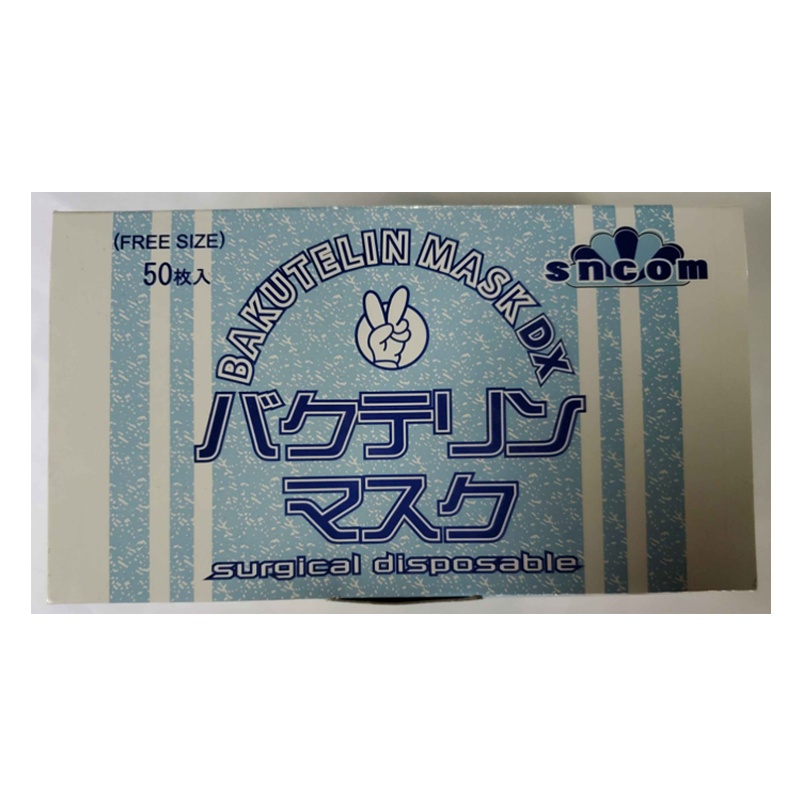 (FREE SIZE)
50枚入
sncom
BAKUTELIN MASK DX
バクテリン
マスク
surgical disposable